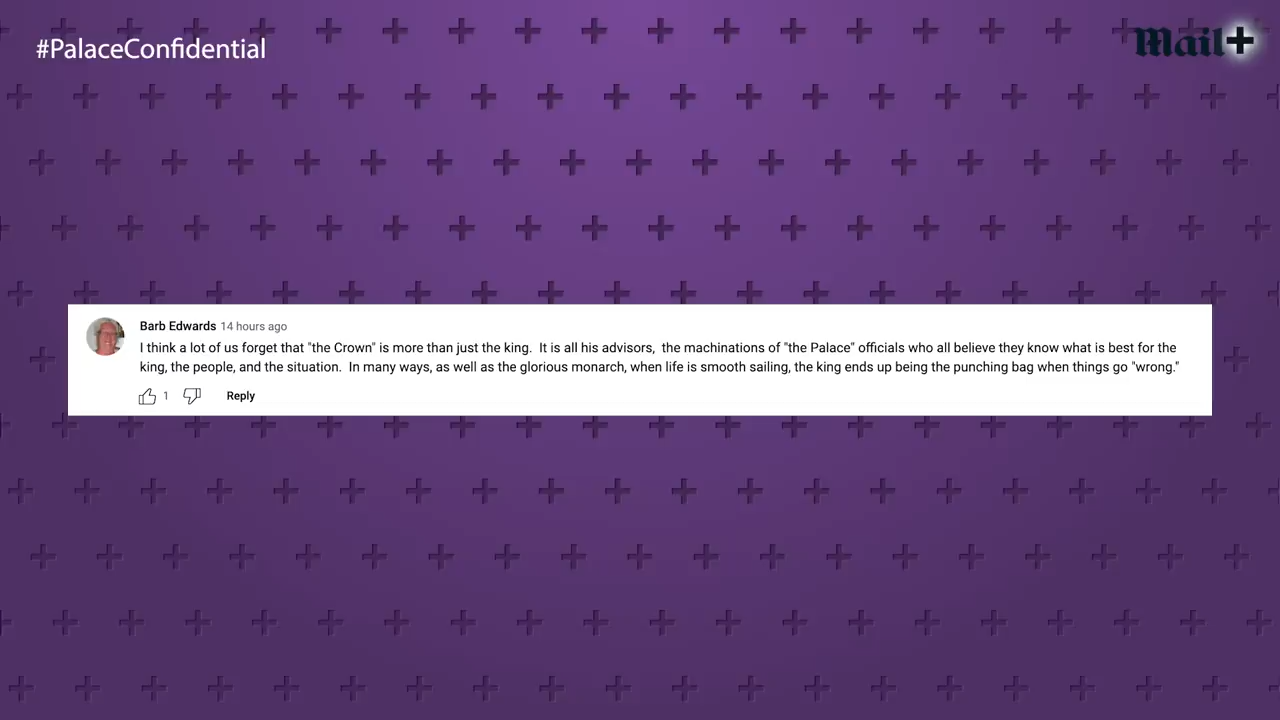 #PalaceConfidential
Mail+
Barb Edwards 14 hours ago
I think a lot of us forget that "the Crown" is more than just the king.  It is all his advisors,  the machinations of "the Palace" officials who all believe they know what is best for the
king, the people, and the situation.  In many ways, as well as the glorious monarch, when life is smooth sailing, the king ends up being the punching bag when things go "wrong."
1 Reply